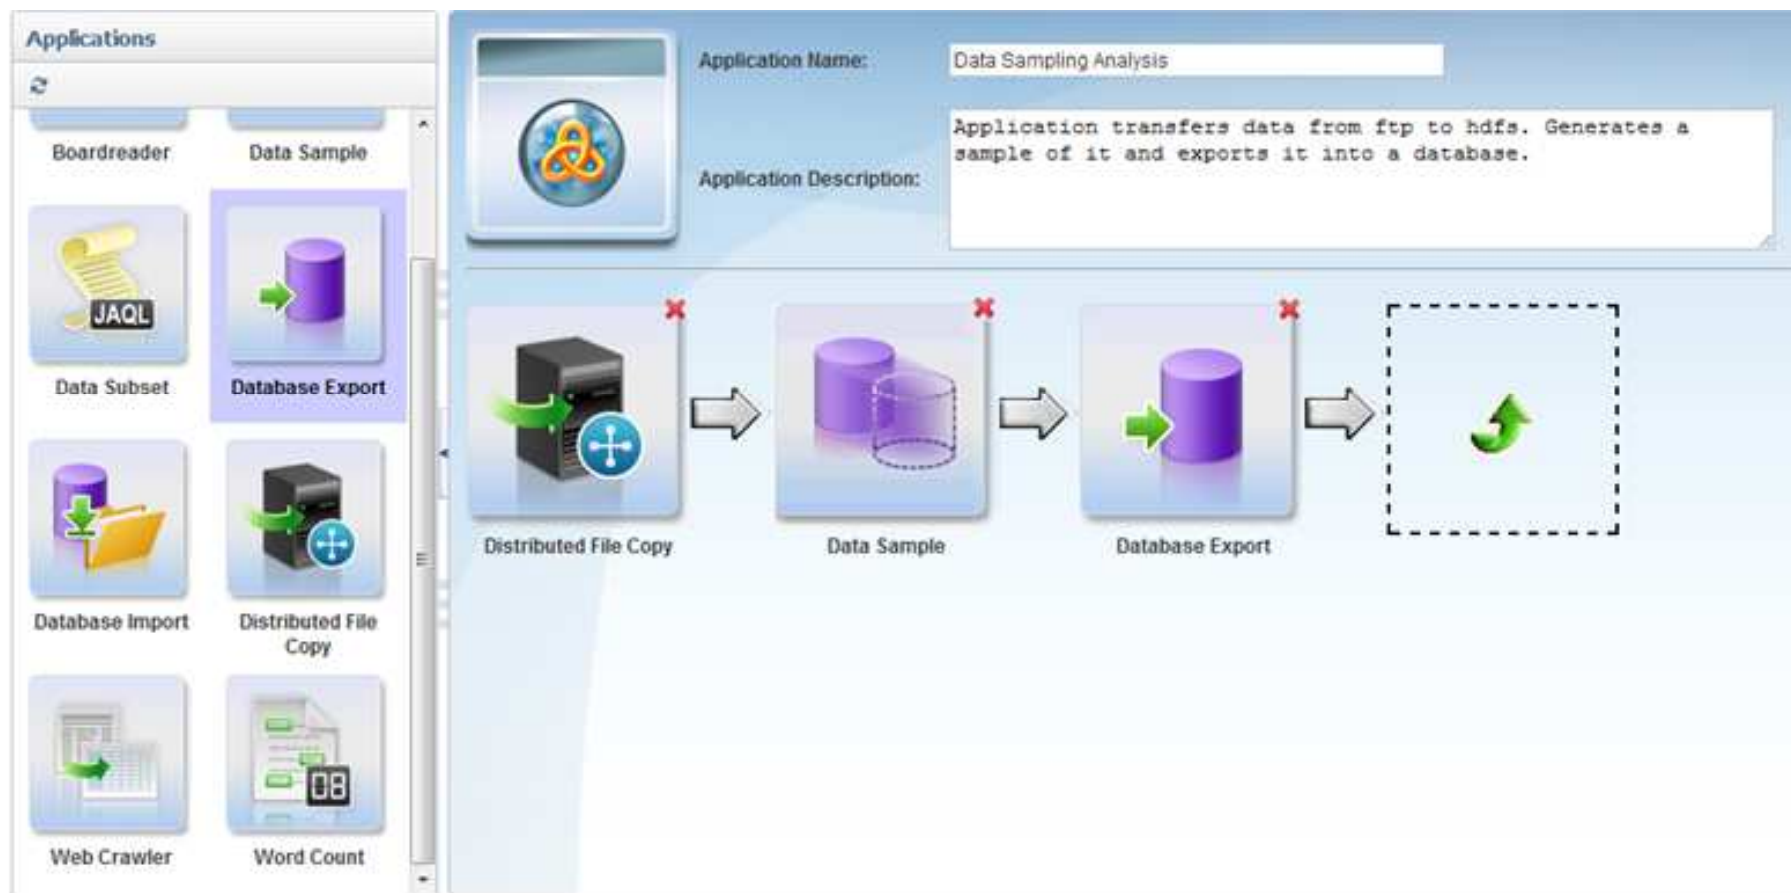 Applications
Boardreader
Data Sample
JAQL
Data Subset
Database Export
Database Import
Distributed File
Copy
08
Web Crawler
Word Count
Application Name:
Data Sampling Analysis
Application Description:
Application transfers data from ftp to hdfs. Generates a
sample of it and exports it into a database.
Distributed File Copy
Data Sample
Database Export